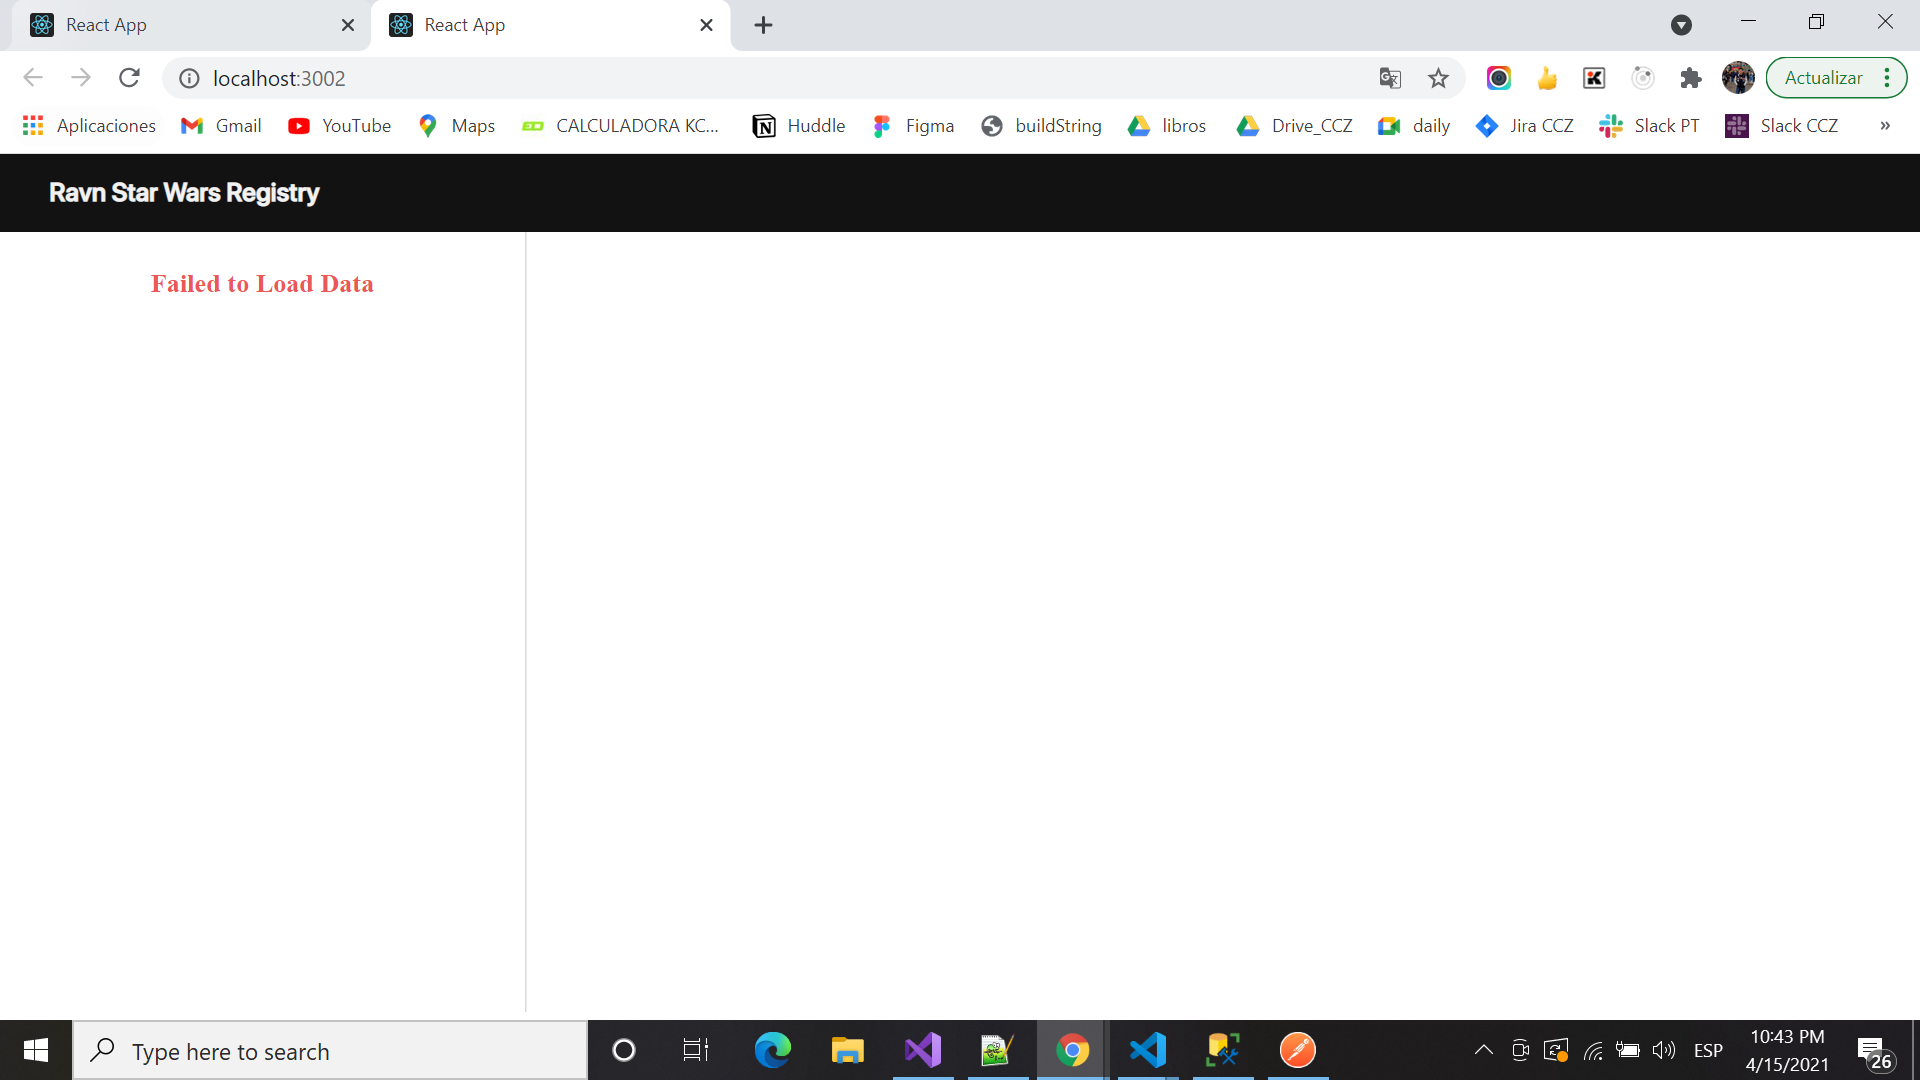 React App
React App
localhost:3002
Actualizar
Aplicaciones
Gmail
YouTube
Maps
CALCULADORA KC...
Huddle
Figma
buildString
libros
Drive_CCZ
daily
Jira CCZ
Slack PT
Slack CCZ
»
Ravn Star Wars Registry
Failed to Load Data
Type here to search
ESP
10:43 PM
4/15/2021
26